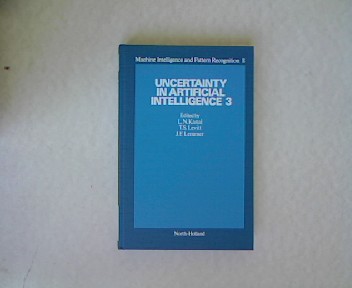 Machine Intelligence and Pattern Recognition 8
UNCERTAINTY
IN ARTIFICIAL
INTELLIGENCE 3
Edited by
L.N. Kanal
T.S. Levitt
J.F. Lemmer
North-Holland